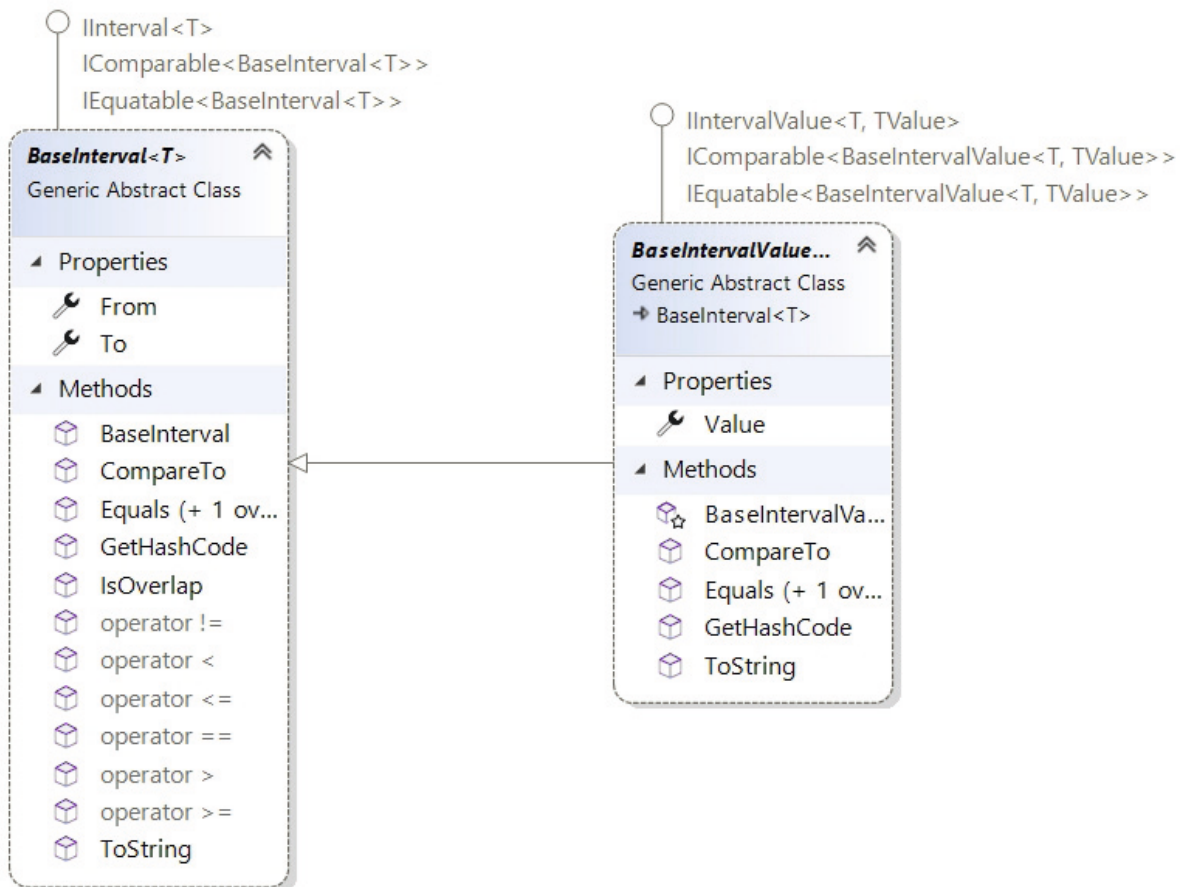 IInterval<T>
IComparable<BaseInterval<T>>
IEquatable<BaseInterval<T>>
BaseInterval<T>
Generic Abstract Class
Properties
From
To
Methods
BaseInterval
CompareTo
Equals (+ 1 ov...
GetHashCode
IsOverlap
operator !=
operator <
operator <=
operator ==
operator >
operator >=
ToString
IIntervalValue<T, TValue>
IComparable<BaseIntervalValue<T, TValue>>
IEquatable<BaseIntervalValue<T, TValue>>
BaseIntervalValue...
Generic Abstract Class
BaseInterval<T>
Properties
Value
Methods
BaseIntervalVa...
CompareTo
Equals (+ 1 ov...
GetHashCode
ToString